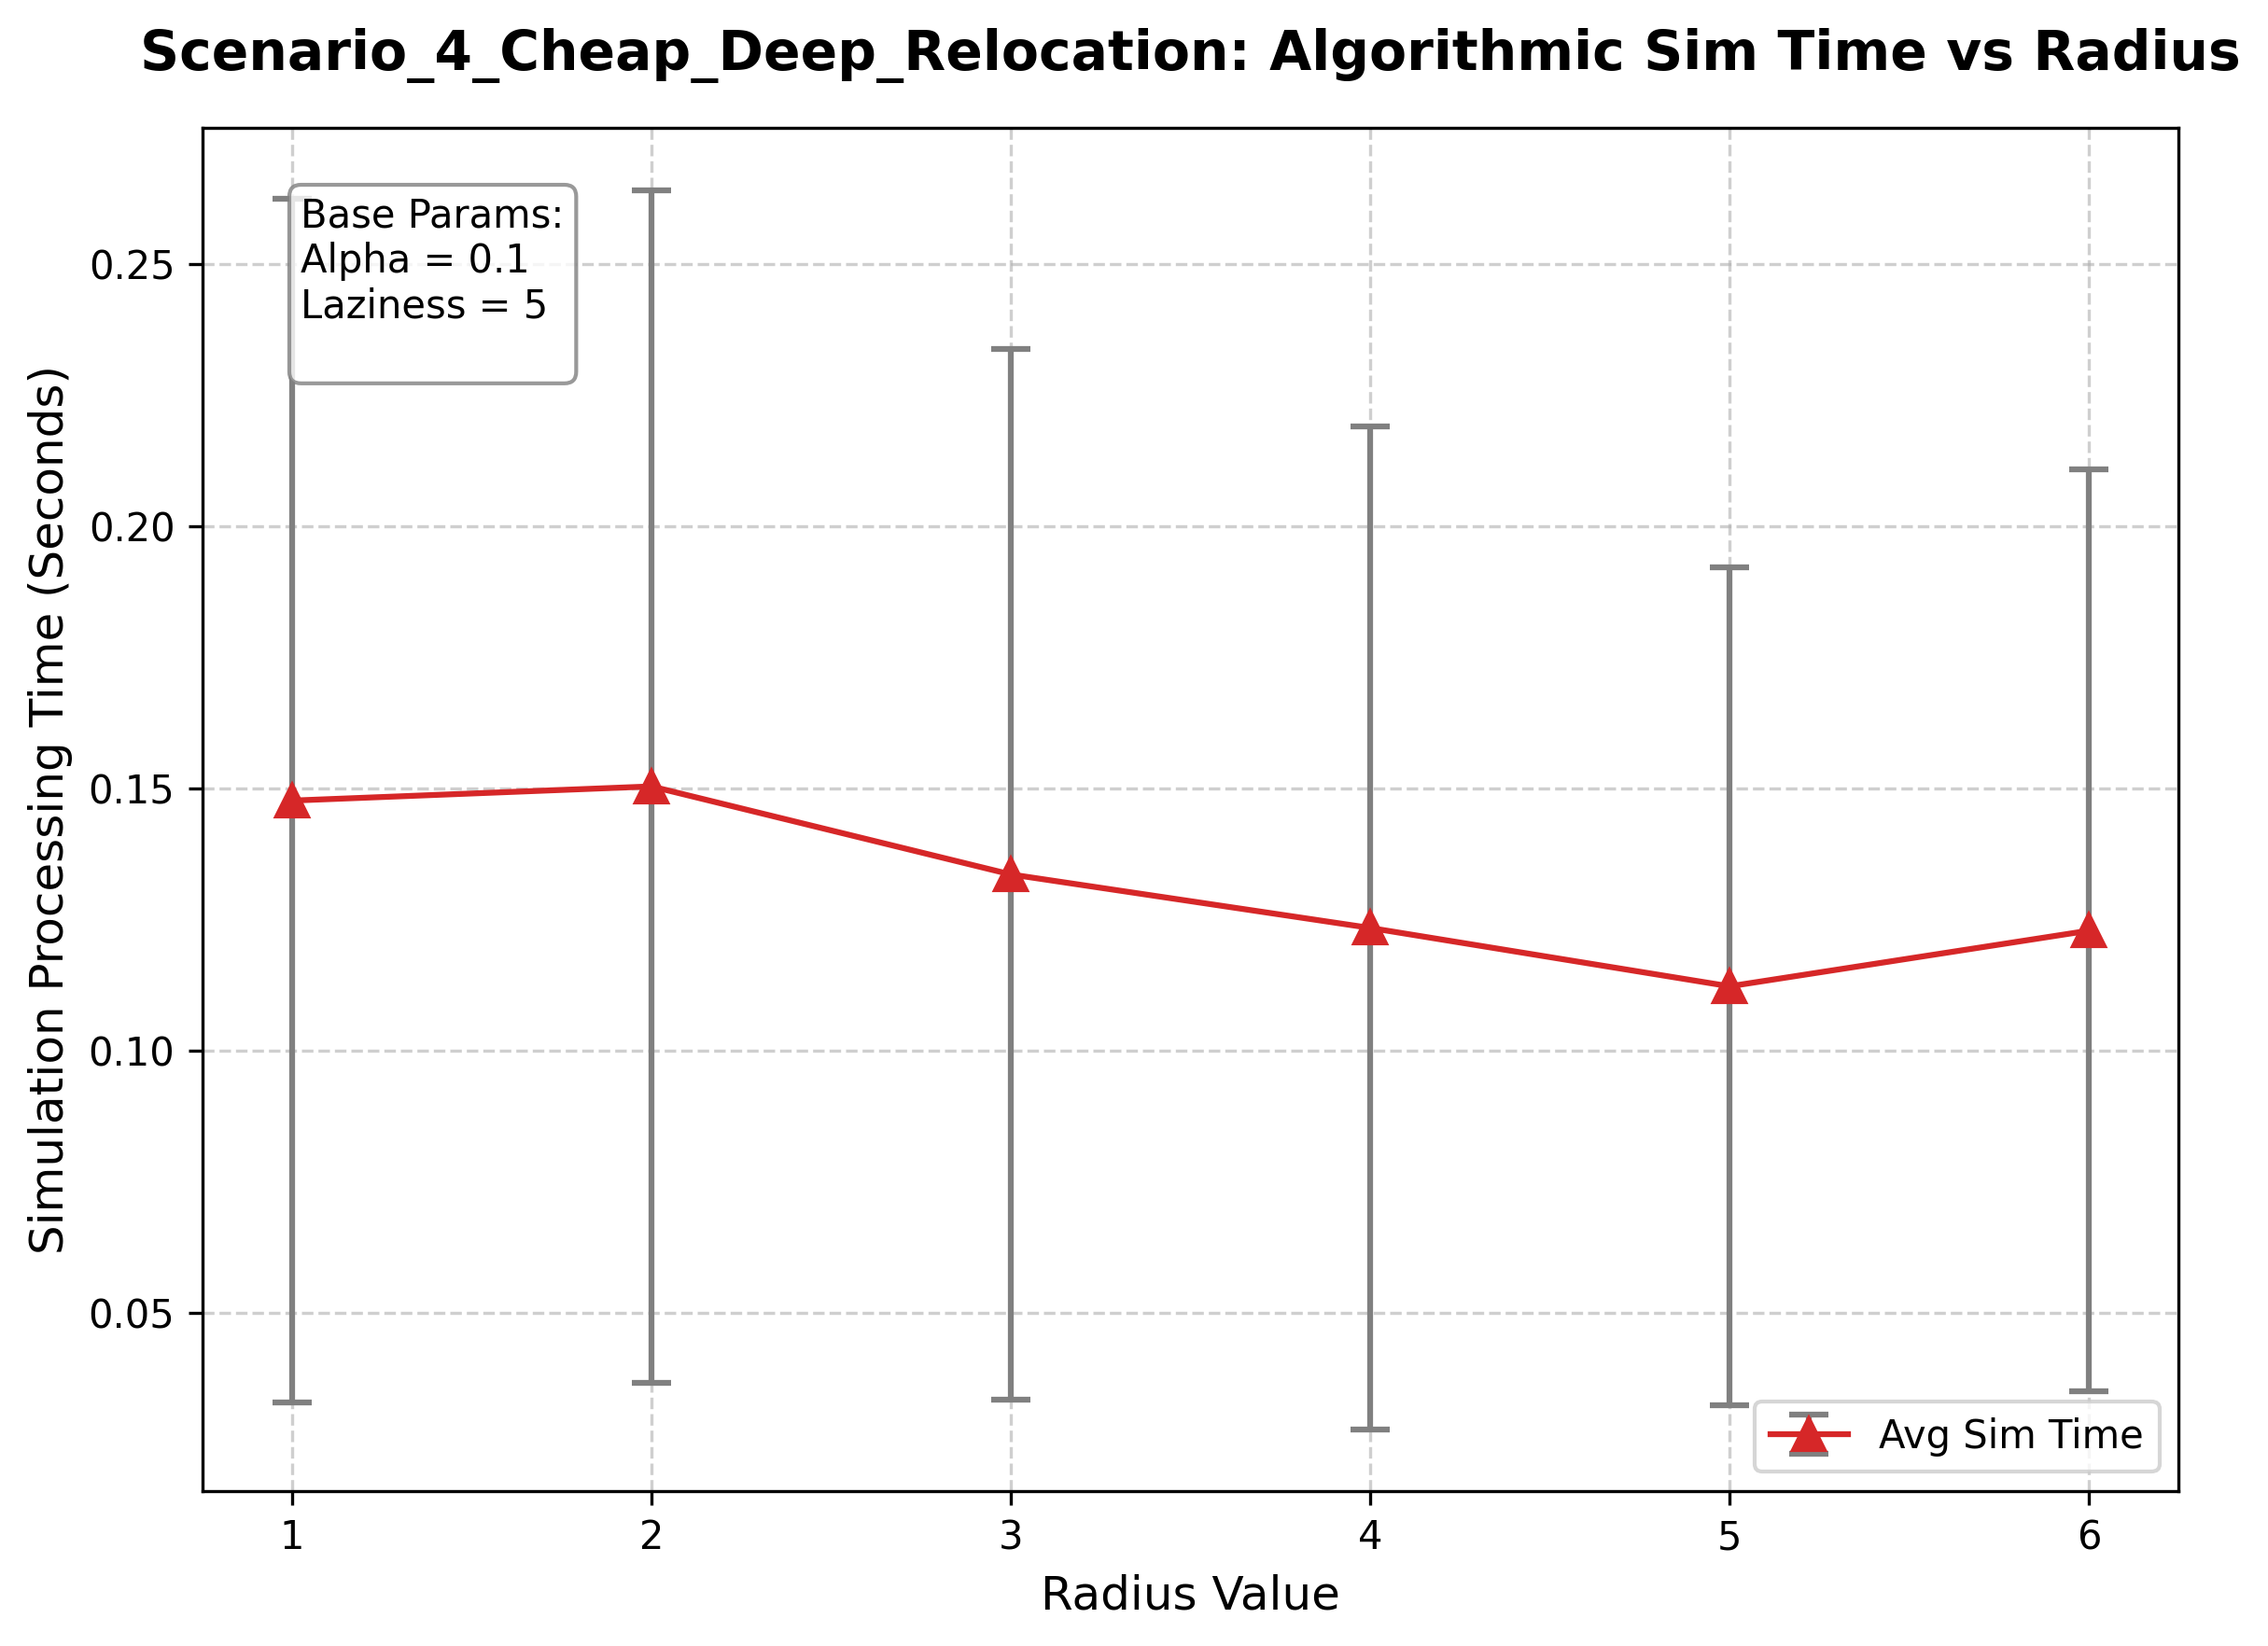 Scenario_4_Cheap_Deep_Relocation: Algorithmic Sim Time vs Radius
Base Params:
Alpha = 0.1
Laziness = 5
0.25
0.20
0.15
0.10
0.05
Simulation Processing Time (Seconds)
Avg Sim Time
1 2 3 4 5 6
Radius Value